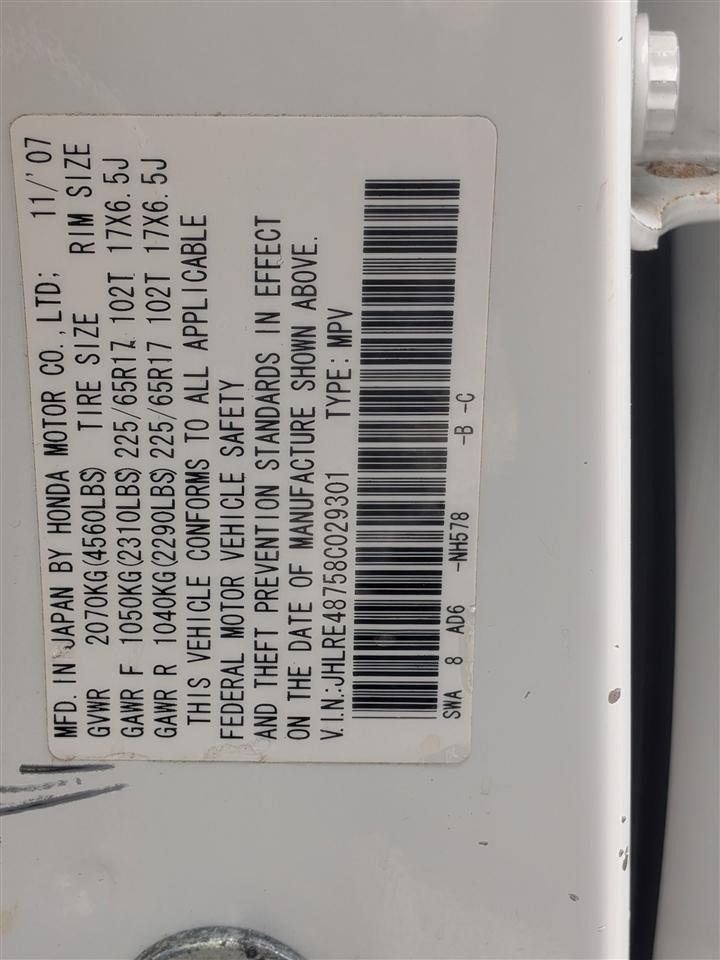 MFD. IN JAPAN BY HONDA MOTOR CO.,LTD; 11/'07
GVWR 2070KG(4560LBS) TIRE SIZE RIM SIZE
GAWR F 1050KG(2310LBS) 225/65R17 102T 17X6.5J
GAWR R 1040KG(2290LBS) 225/65R17 102T 17X6.5J
THIS VEHICLE CONFORMS TO ALL APPLICABLE
FEDERAL MOTOR VEHICLE SAFETY
AND THEFT PREVENTION STANDARDS IN EFFECT
ON THE DATE OF MANUFACTURE SHOWN ABOVE.
V.I.N.:JHLRE48758C029301 TYPE: MPV
SWA 8 AD6 -NH578 -B -C